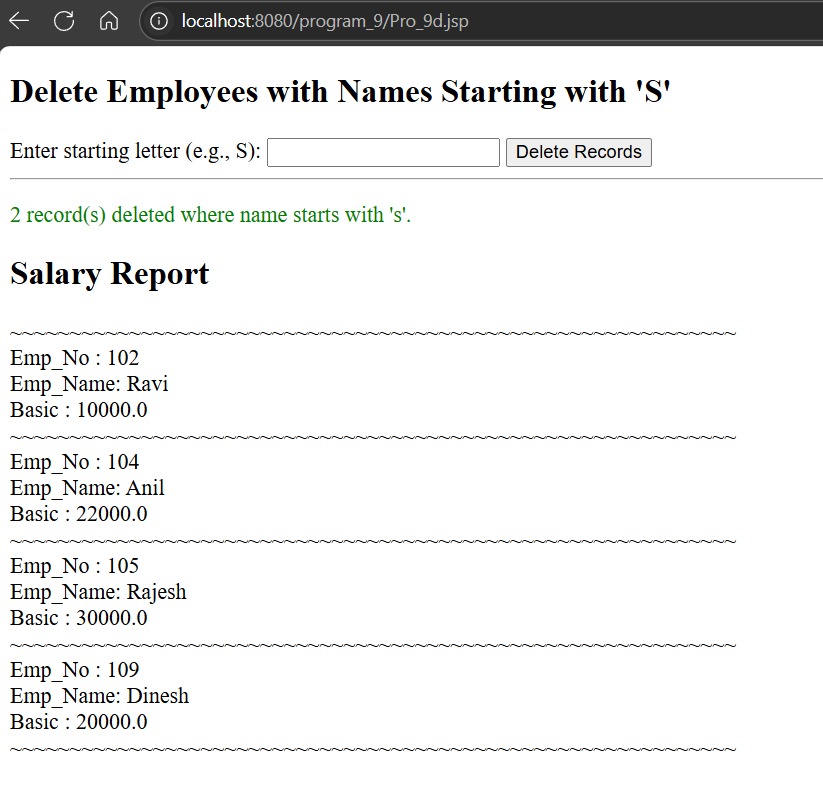 localhost:8080/program_9/Pro_9d.jsp
Delete Employees with Names Starting with 'S'
Enter starting letter (e.g., S): Delete Records
2 record(s) deleted where name starts with 's'.
Salary Report
~~~~~~~~~~~~~~~~~~~~~~~~~~~~~~~~~~~~~~~~~~~~~~~~~~~~~~~~~~~~~
Emp_No : 102
Emp_Name: Ravi
Basic : 10000.0
~~~~~~~~~~~~~~~~~~~~~~~~~~~~~~~~~~~~~~~~~~~~~~~~~~~~~~~~~~~~~
Emp_No : 104
Emp_Name: Anil
Basic : 22000.0
~~~~~~~~~~~~~~~~~~~~~~~~~~~~~~~~~~~~~~~~~~~~~~~~~~~~~~~~~~~~~
Emp_No : 105
Emp_Name: Rajesh
Basic : 30000.0
~~~~~~~~~~~~~~~~~~~~~~~~~~~~~~~~~~~~~~~~~~~~~~~~~~~~~~~~~~~~~
Emp_No : 109
Emp_Name: Dinesh
Basic : 20000.0
~~~~~~~~~~~~~~~~~~~~~~~~~~~~~~~~~~~~~~~~~~~~~~~~~~~~~~~~~~~~~